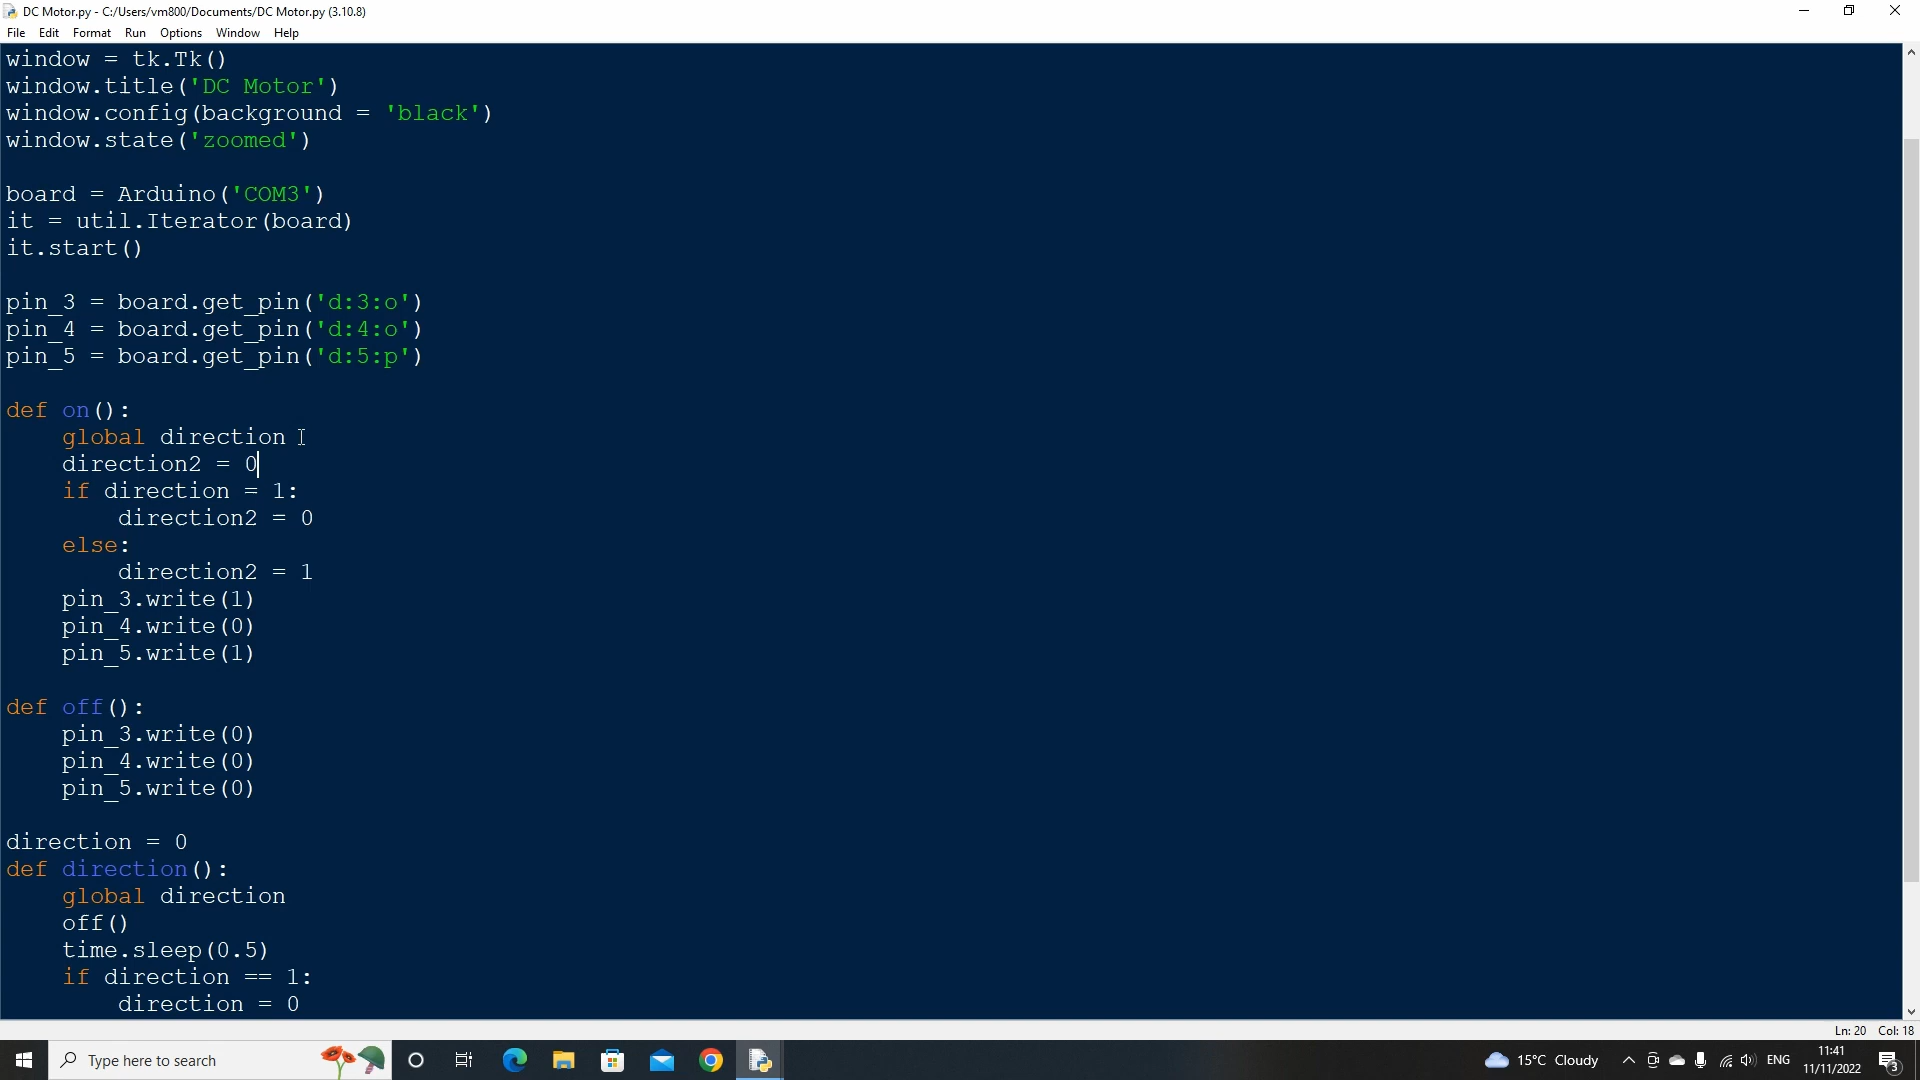 DC Motor.py - C:/Users/vm800/Documents/DC Motor.py (3.10.8)
File Edit Format Run Options Window Help
window = tk.Tk()
window.title('DC Motor')
window.config(background = 'black')
window.state('zoomed')
board = Arduino('COM3')
it = util.Iterator(board)
it.start()
pin_3 = board.get_pin('d:3:o')
pin_4 = board.get_pin('d:4:o')
pin_5 = board.get_pin('d:5:p')
def on():
    global direction
    direction2 = 0
    if direction = 1:
        direction2 = 0
    else:
        direction2 = 1
    pin_3.write(1)
    pin_4.write(0)
    pin_5.write(1)
def off():
    pin_3.write(0)
    pin_4.write(0)
    pin_5.write(0)
direction = 0
def direction():
    global direction
    off()
    time.sleep(0.5)
    if direction == 1:
        direction = 0
Ln: 20 Col: 18
Type here to search
15°C Cloudy
ENG
11:41
11/11/2022
3